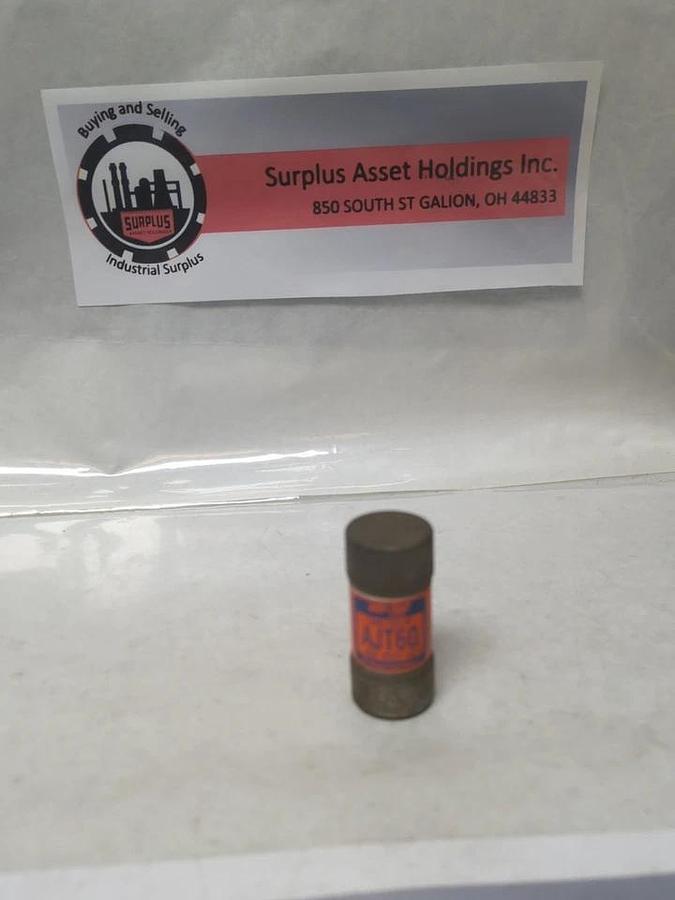 Buying and Selling
SURPLUS
Industrial Surplus
Surplus Asset Holdings Inc.
850 SOUTH ST GALION, OH 44833
AJT60